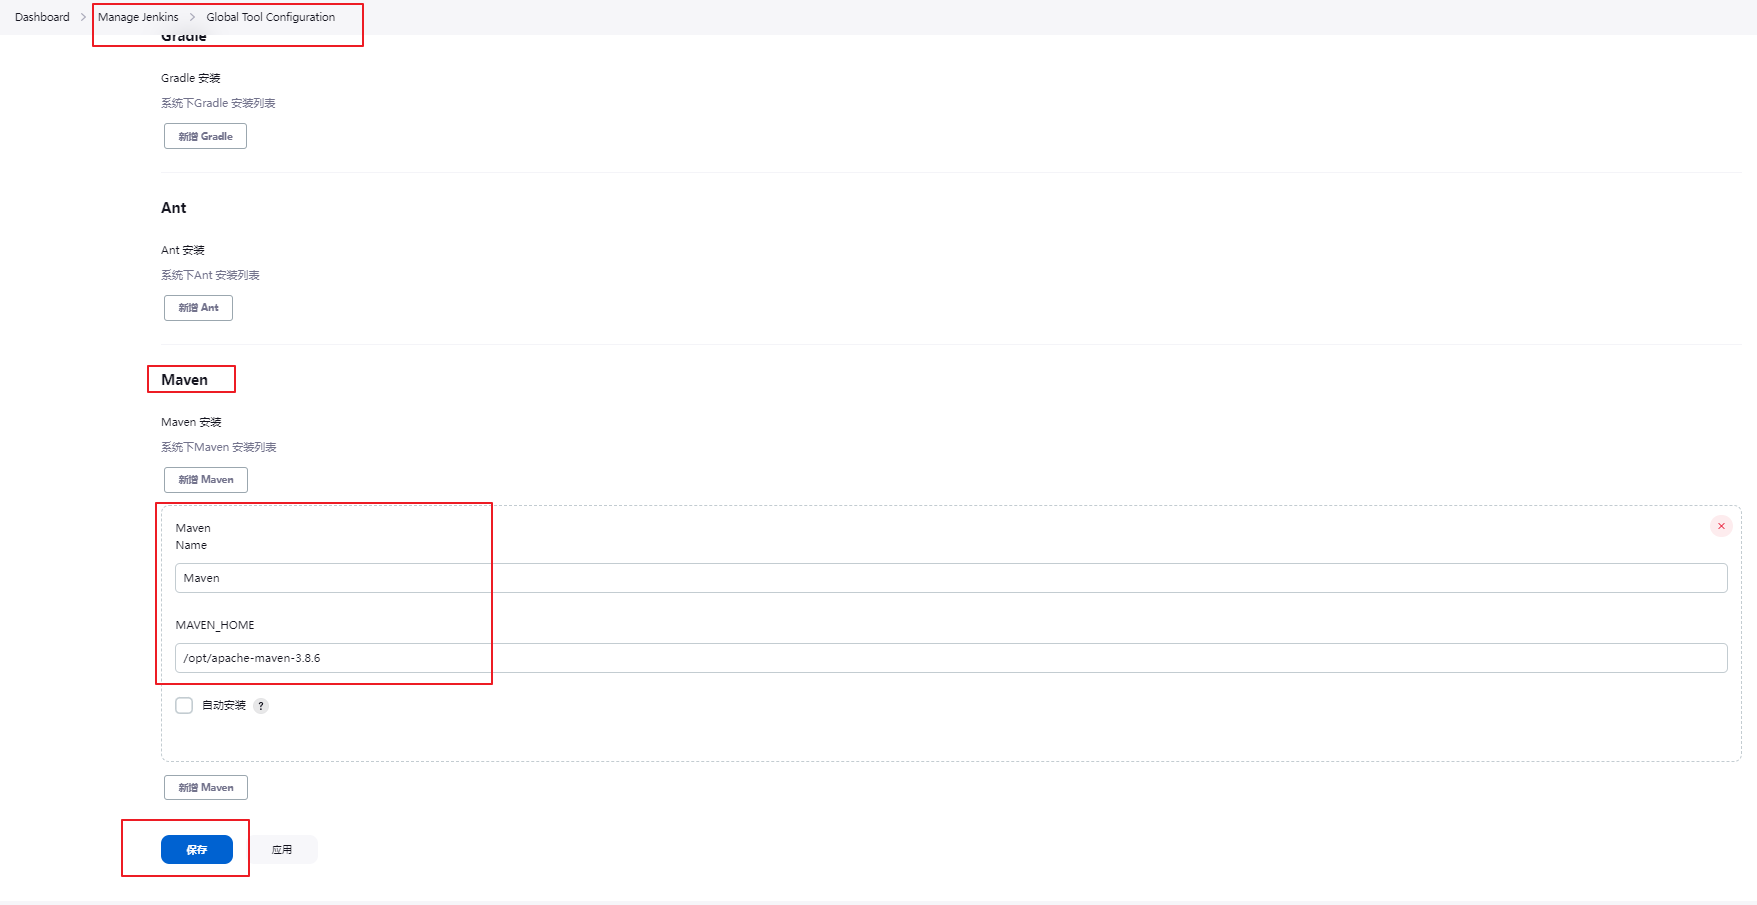 Dashboard > Manage Jenkins > Global Tool Configuration
Gradle
Gradle 安装
系统下Gradle 安装列表
新增 Gradle
Ant
Ant 安装
系统下Ant 安装列表
新增 Ant
Maven
Maven 安装
系统下Maven 安装列表
新增 Maven
Maven
Name
Maven
MAVEN_HOME
/opt/apache-maven-3.8.6
自动安装 ?
新增 Maven
保存 应用